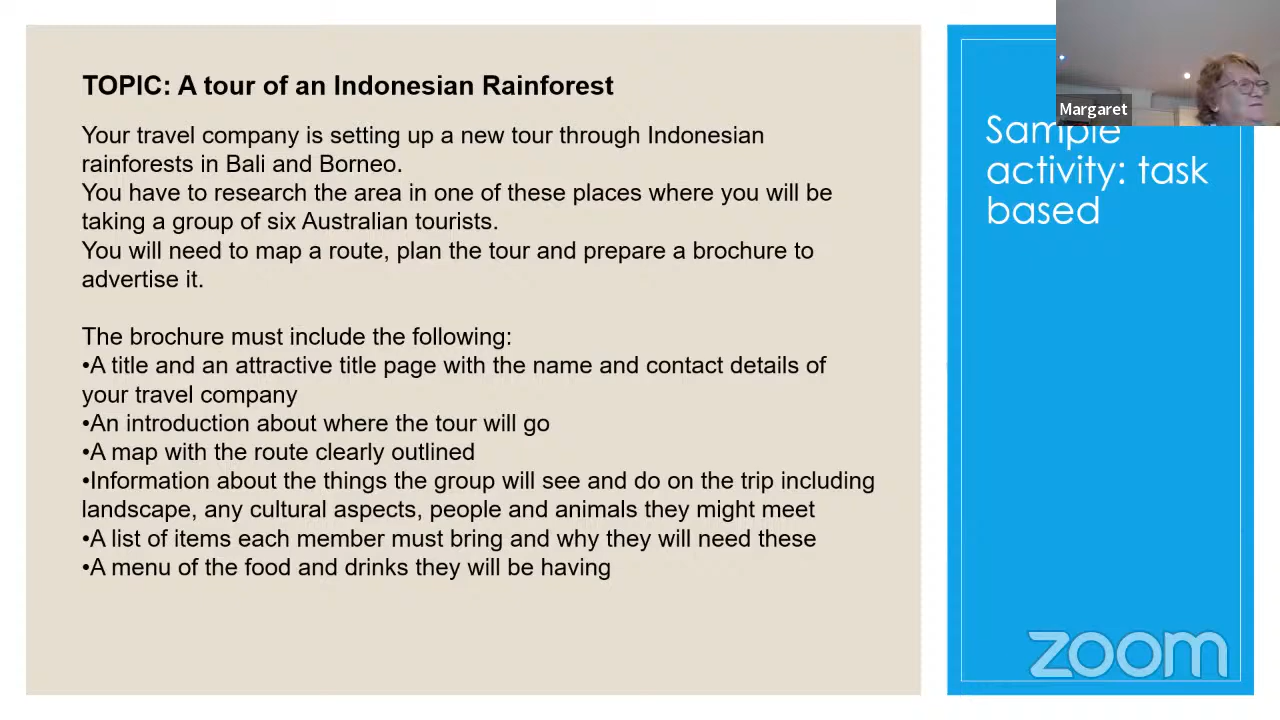 TOPIC: A tour of an Indonesian Rainforest
Your travel company is setting up a new tour through Indonesian
rainforests in Bali and Borneo.
You have to research the area in one of these places where you will be
taking a group of six Australian tourists.
You will need to map a route, plan the tour and prepare a brochure to
advertise it.
The brochure must include the following:
•A title and an attractive title page with the name and contact details of
your travel company
•An introduction about where the tour will go
•A map with the route clearly outlined
•Information about the things the group will see and do on the trip including
landscape, any cultural aspects, people and animals they might meet
•A list of items each member must bring and why they will need these
•A menu of the food and drinks they will be having
Margaret
Sample
activity: task
based
zoom